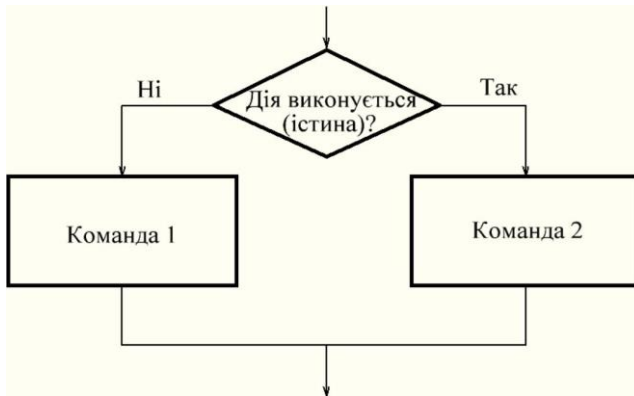 Ні
Дія виконується
(істина)?
Так
Команда 1
Команда 2